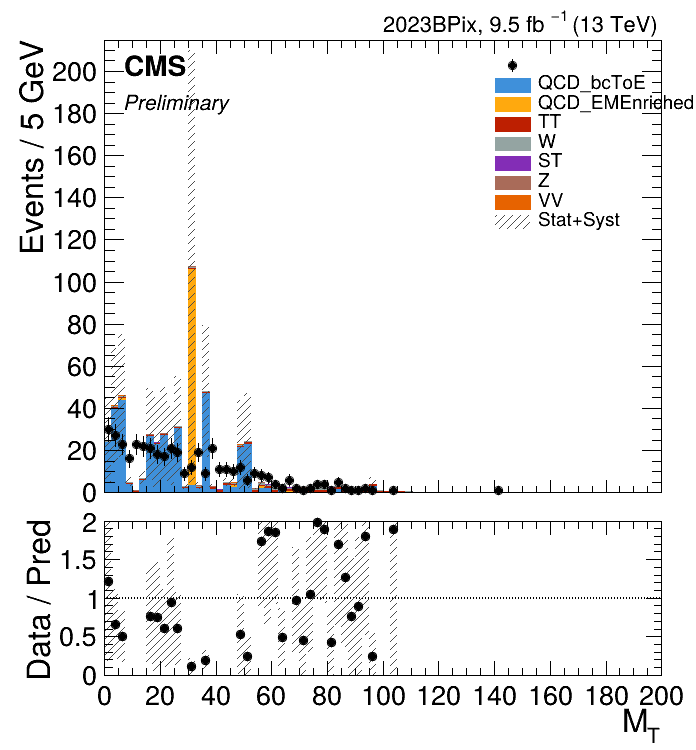 2023BPix, 9.5 fb⁻¹ (13 TeV)
CMS
Preliminary
QCD_bcToE
QCD_EMEnriched
TT
W
ST
Z
VV
Stat+Syst
Events / 5 GeV
200
180
160
140
120
100
80
60
40
20
0
Data / Pred
2
1.5
1
0.5
0
0 20 40 60 80 100 120 140 160 180 200
M_T